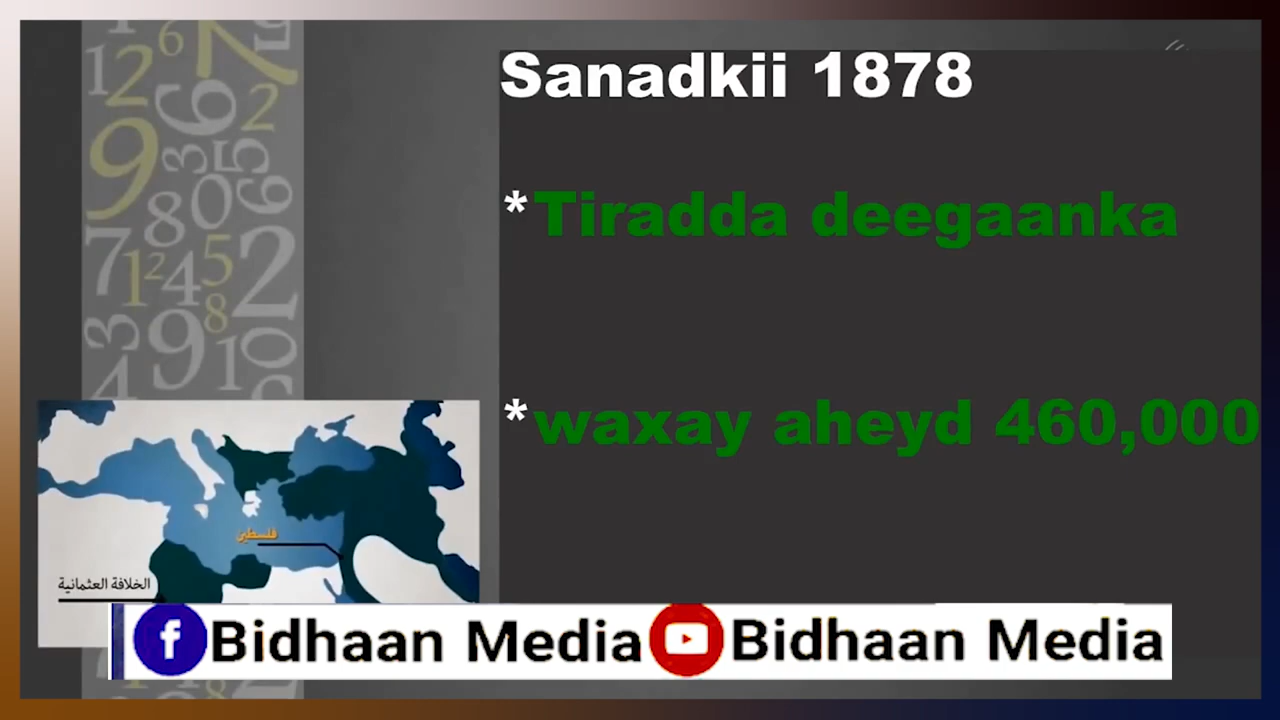 Sanadkii 1878
*Tiradda deegaanka
*waxay aheyd 460,000
فلسطين
الخلافة العثمانية
Bidhaan Media Bidhaan Media